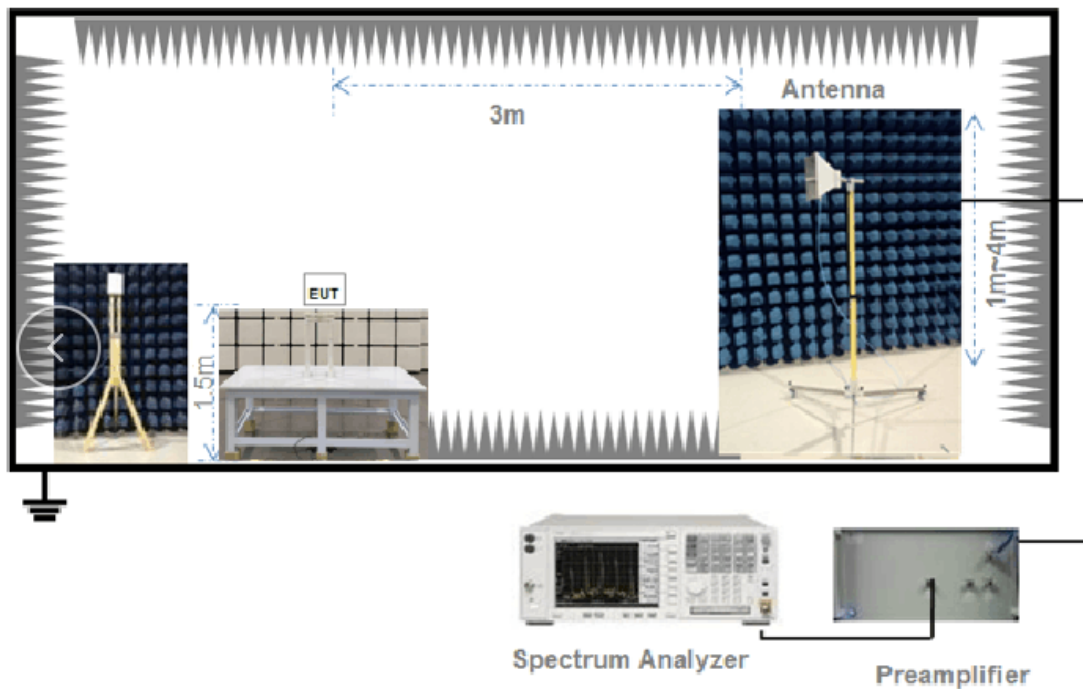 Antenna
3m
1m~4m
EUT
1.5m
Spectrum Analyzer
Preamplifier